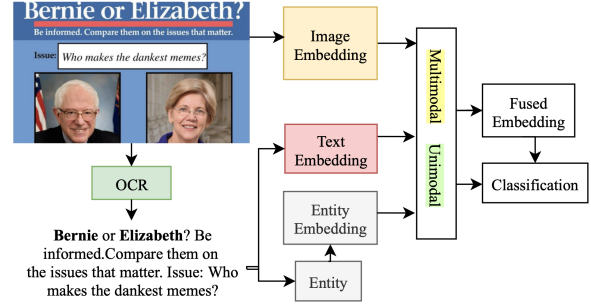 Bernie or Elizabeth?
Be informed. Compare them on the issues that matter.
Issue: Who makes the dankest memes?
OCR
Bernie or Elizabeth? Be
informed.Compare them on
the issues that matter. Issue: Who
makes the dankest memes?
Image
Embedding
Text
Embedding
Entity
Embedding
Entity
Multimodal
Unimodal
Fused
Embedding
Classification